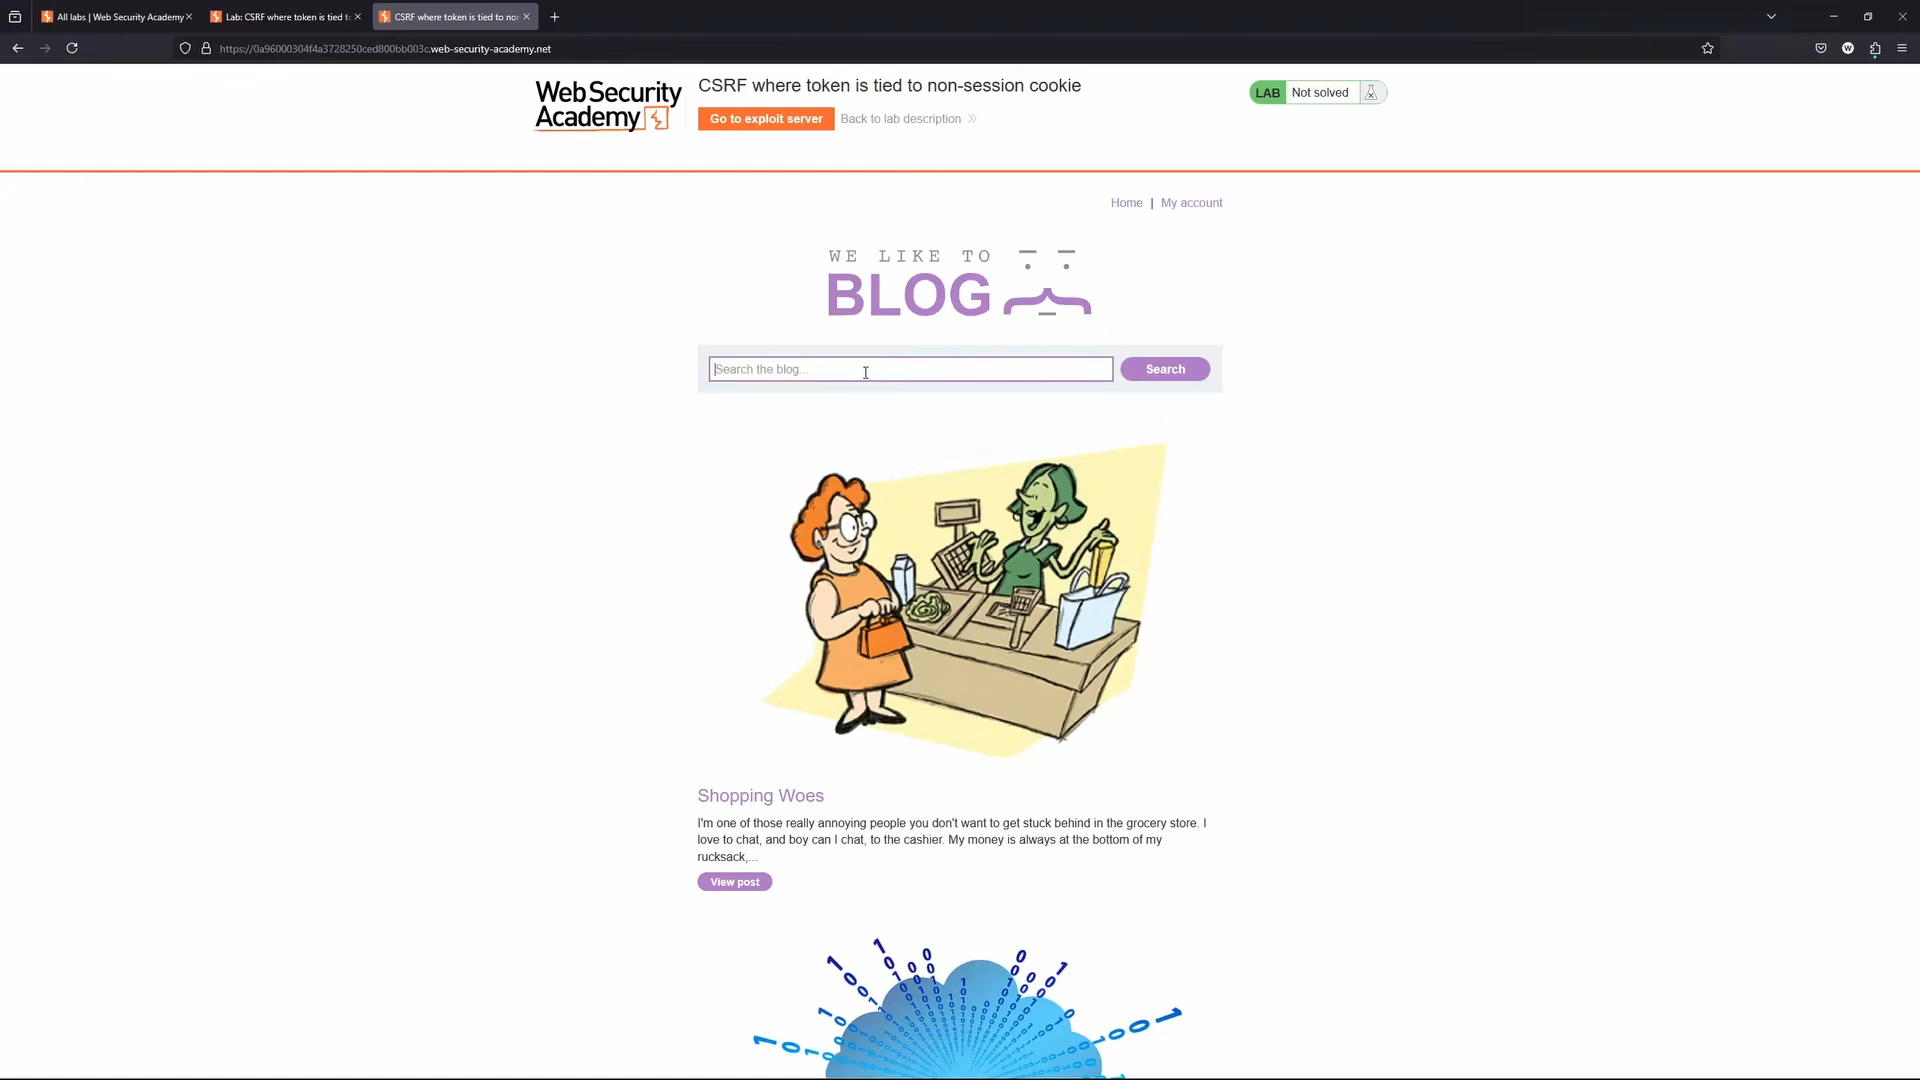 All labs | Web Security Academy
Lab: CSRF where token is tied t
CSRF where token is tied to no
https://0a96000304f4a3728250ced800bb003c.web-security-academy.net
Web Security
Academy
CSRF where token is tied to non-session cookie
LAB Not solved
Go to exploit server Back to lab description
Home | My account
WE LIKE TO
BLOG
Search the blog...
Search
Shopping Woes
I'm one of those really annoying people you don't want to get stuck behind in the grocery store. I
love to chat, and boy can I chat, to the cashier. My money is always at the bottom of my
rucksack,...
View post